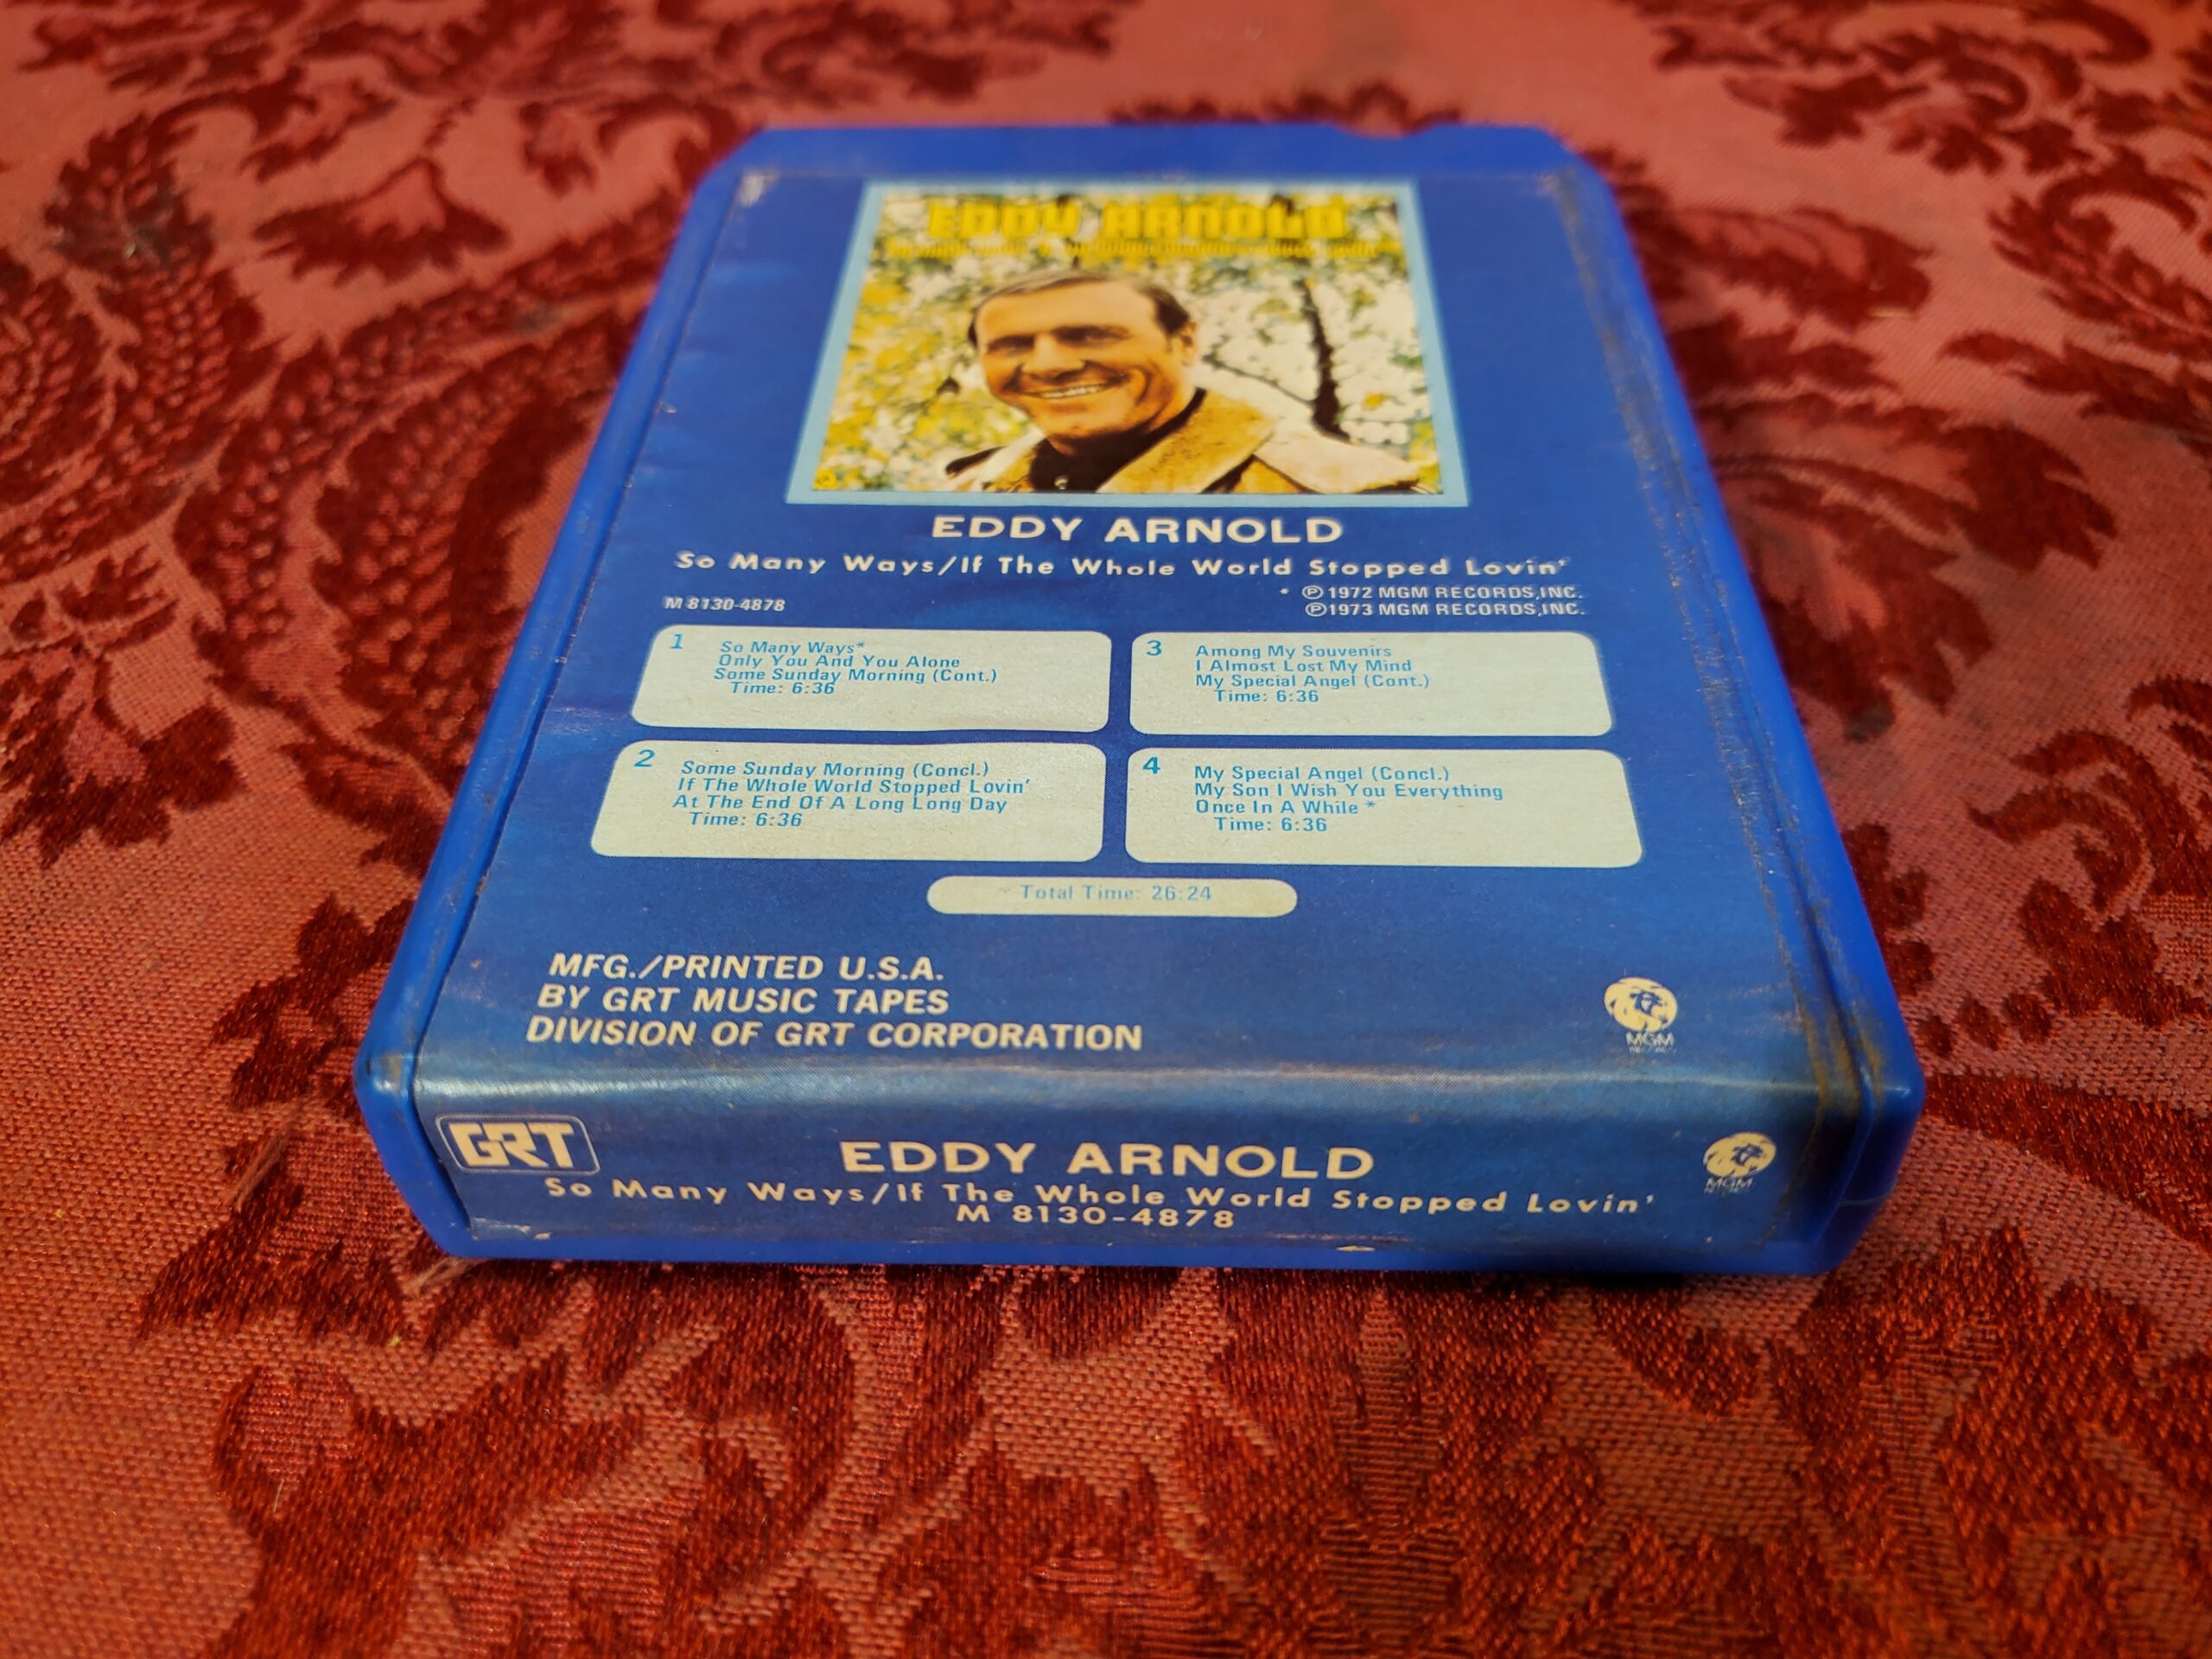 EDDY ARNOLD
EDDY ARNOLD
So Many Ways/If The Whole World Stopped Lovin'
* Ⓟ 1972 MGM RECORDS,INC.
Ⓟ1973 MGM RECORDS,INC.
M 8130-4878
1
So Many Ways*
Only You And You Alone
Some Sunday Morning (Cont.)
Time: 6:36
2
Some Sunday Morning (Concl.)
If The Whole World Stopped Lovin'
At The End Of A Long Long Day
Time: 6:36
3
Among My Souvenirs
I Almost Lost My Mind
My Special Angel (Cont.)
Time: 6:36
4
My Special Angel (Concl.)
My Son I Wish You Everything
Once In A While *
Time: 6:36
Total Time: 26:24
MFG./PRINTED U.S.A.
BY GRT MUSIC TAPES
DIVISION OF GRT CORPORATION
MGM
GRT
EDDY ARNOLD
So Many Ways/If The Whole World Stopped Lovin'
M 8130-4878
MGM